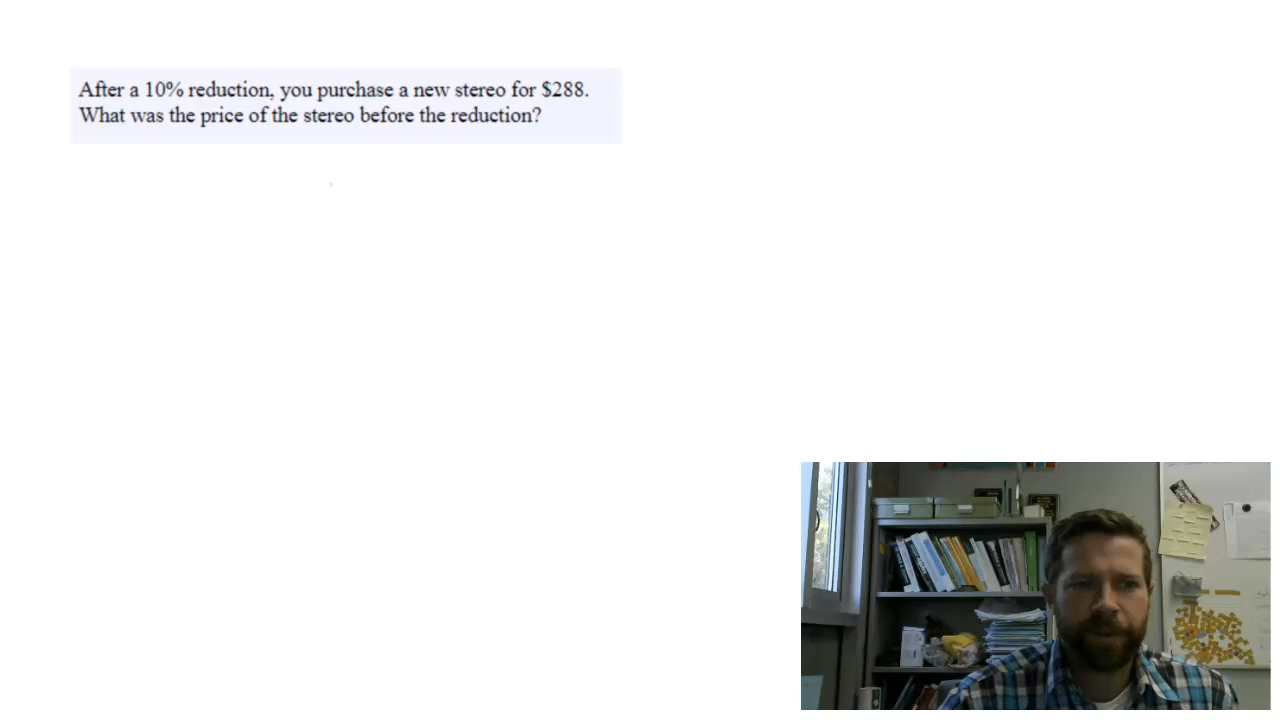 After a 10% reduction, you purchase a new stereo for $288.
What was the price of the stereo before the reduction?